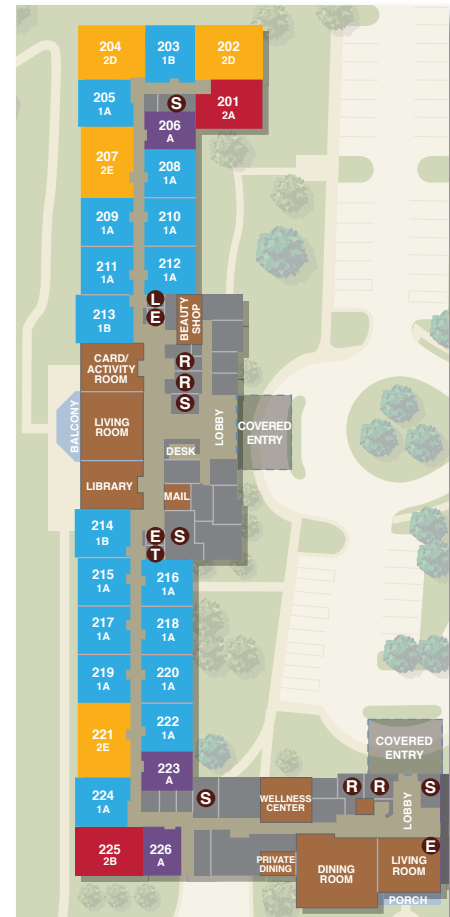 204
2D
203
1B
202
2D
205
1A
S
201
2A
206
A
207
2E
208
1A
209
1A
210
1A
211
1A
212
1A
213
1B
L
E
BEAUTY
SHOP
CARD/
ACTIVITY
ROOM
R
R
S
BALCONY
LIVING
ROOM
LOBBY
COVERED
ENTRY
DESK
LIBRARY
MAIL
214
1B
E
S
T
215
1A
216
1A
217
1A
218
1A
219
1A
220
1A
221
2E
222
1A
COVERED
ENTRY
223
A
224
1A
S
WELLNESS
CENTER
R
R
LOBBY
S
225
2B
226
A
PRIVATE
DINING
DINING
ROOM
E
LIVING
ROOM
PORCH